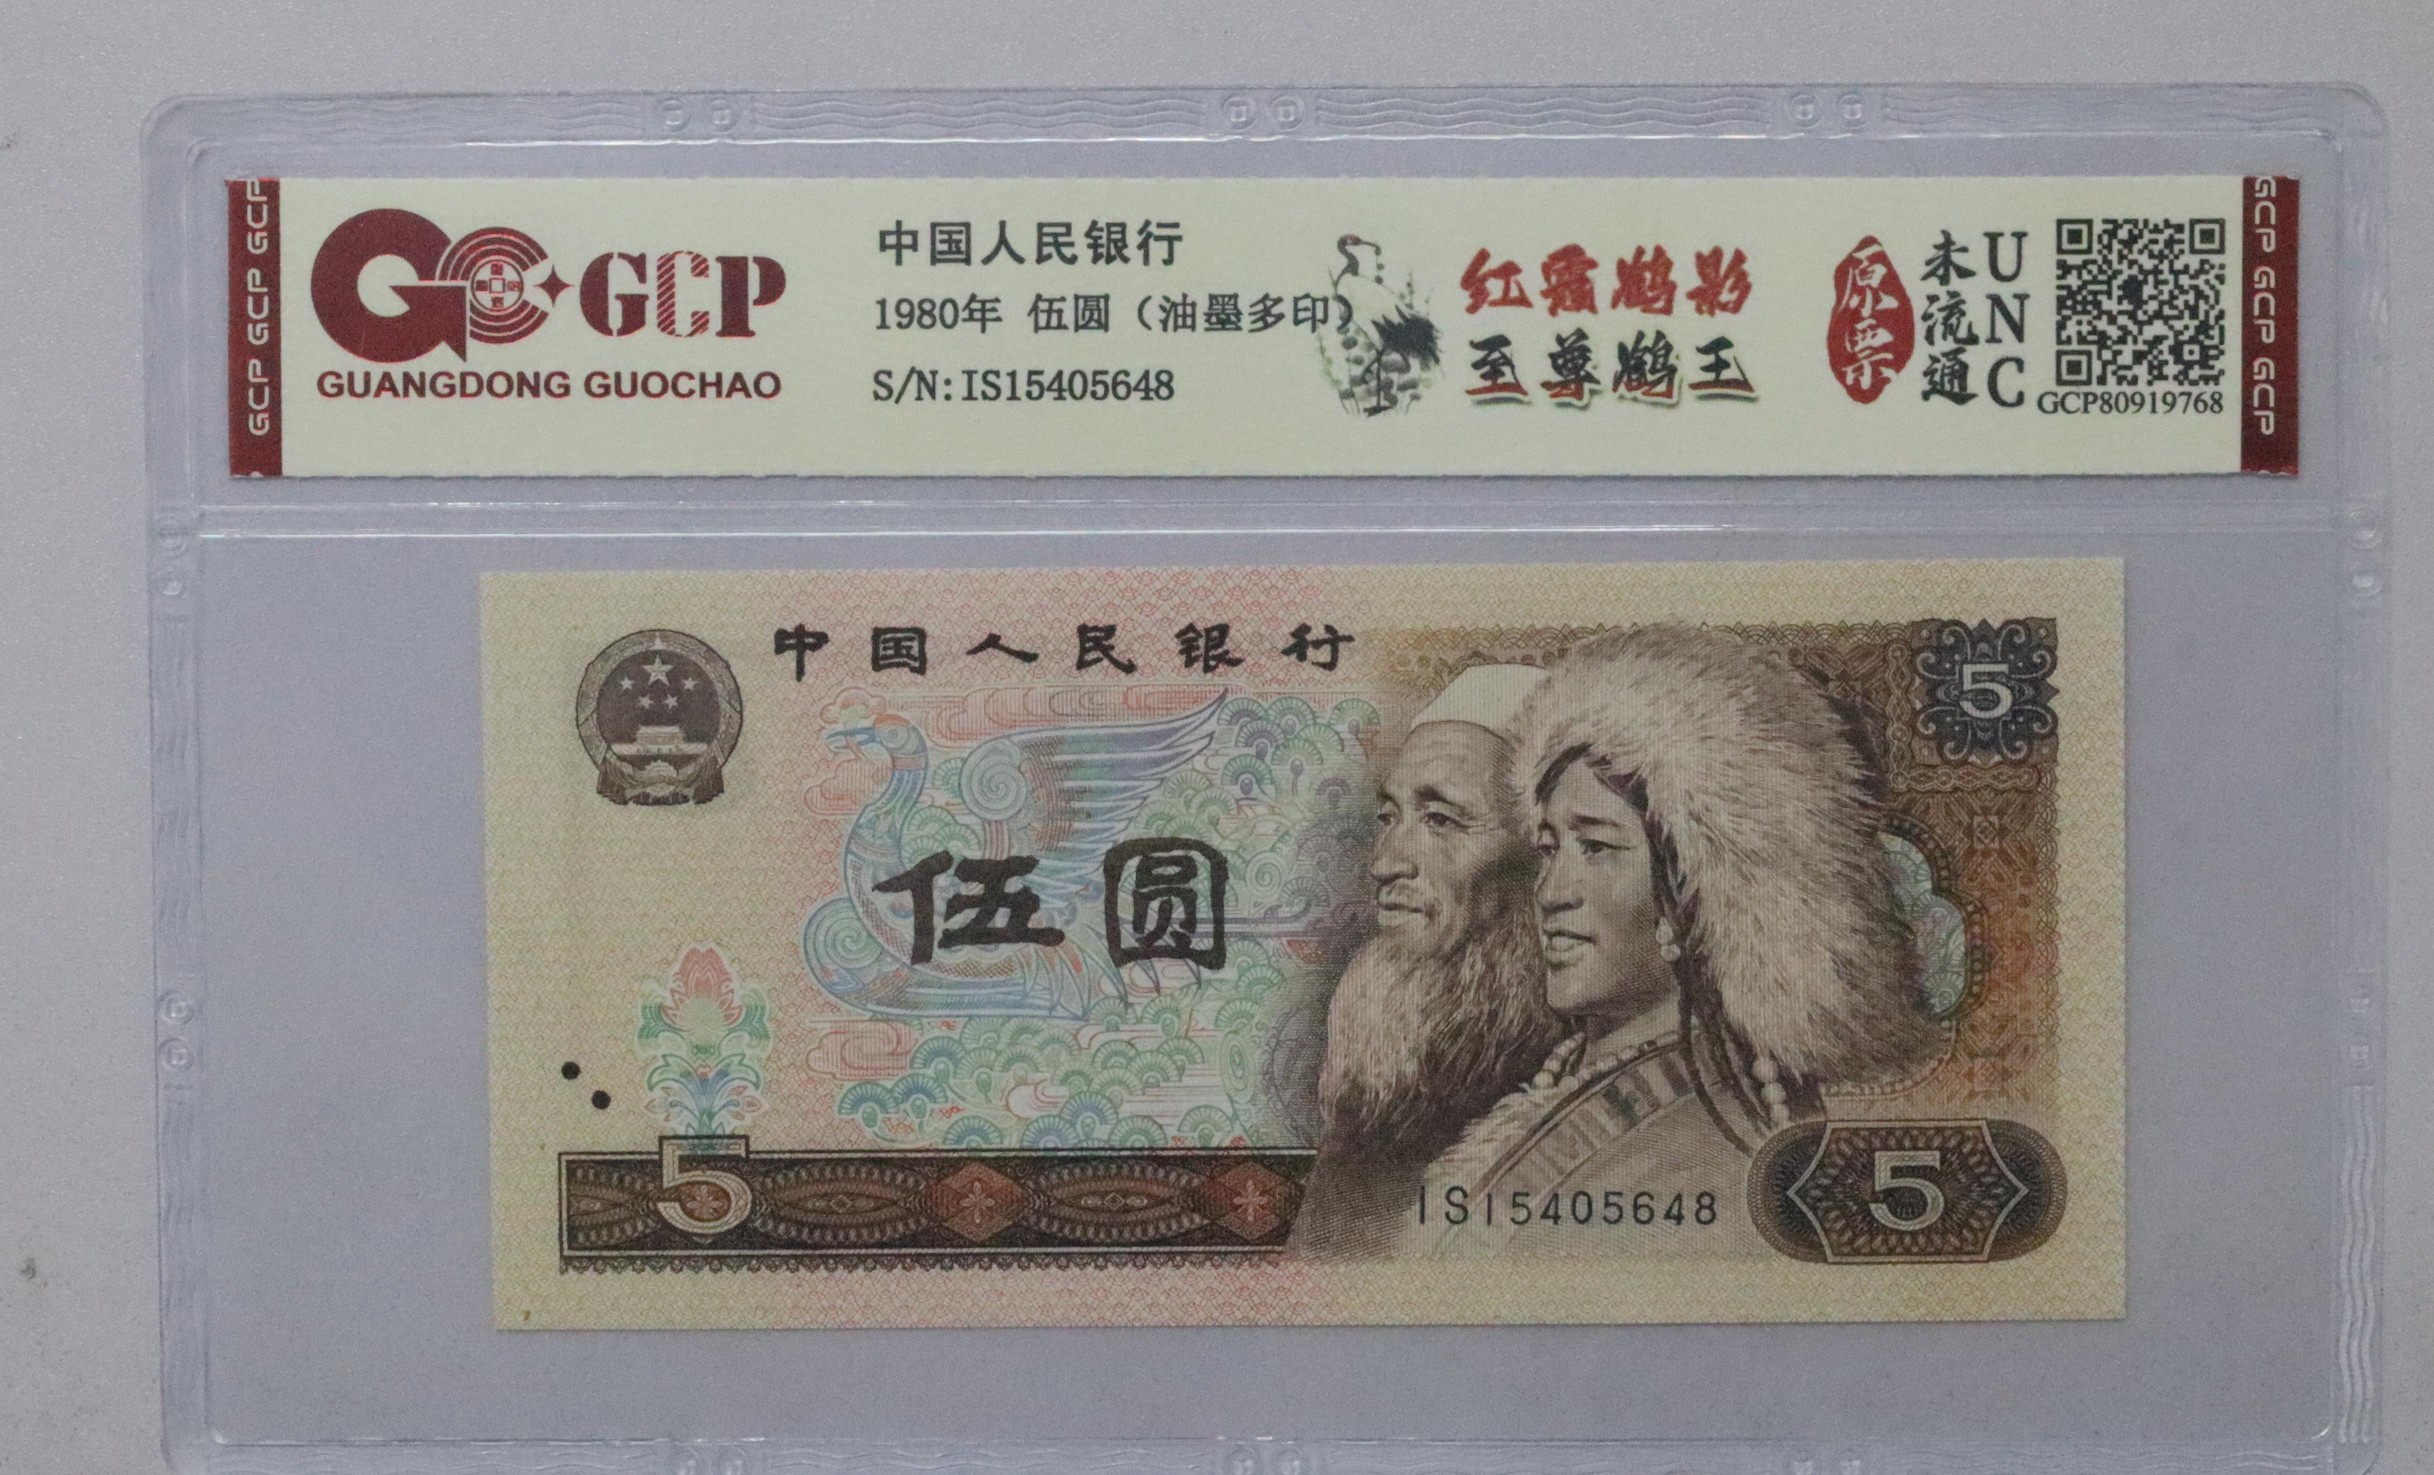 GCP GCP GCP
GCP
GUANGDONG GUOCHAO
中国人民银行
1980年 伍圆（油墨多印）
S/N:IS15405648
红霞鹤影
至尊鹤王
原票
未流通
UNC
GCP80919768
GCP GCP GCP
中国人民银行
5
伍圆
5
IS15405648
5